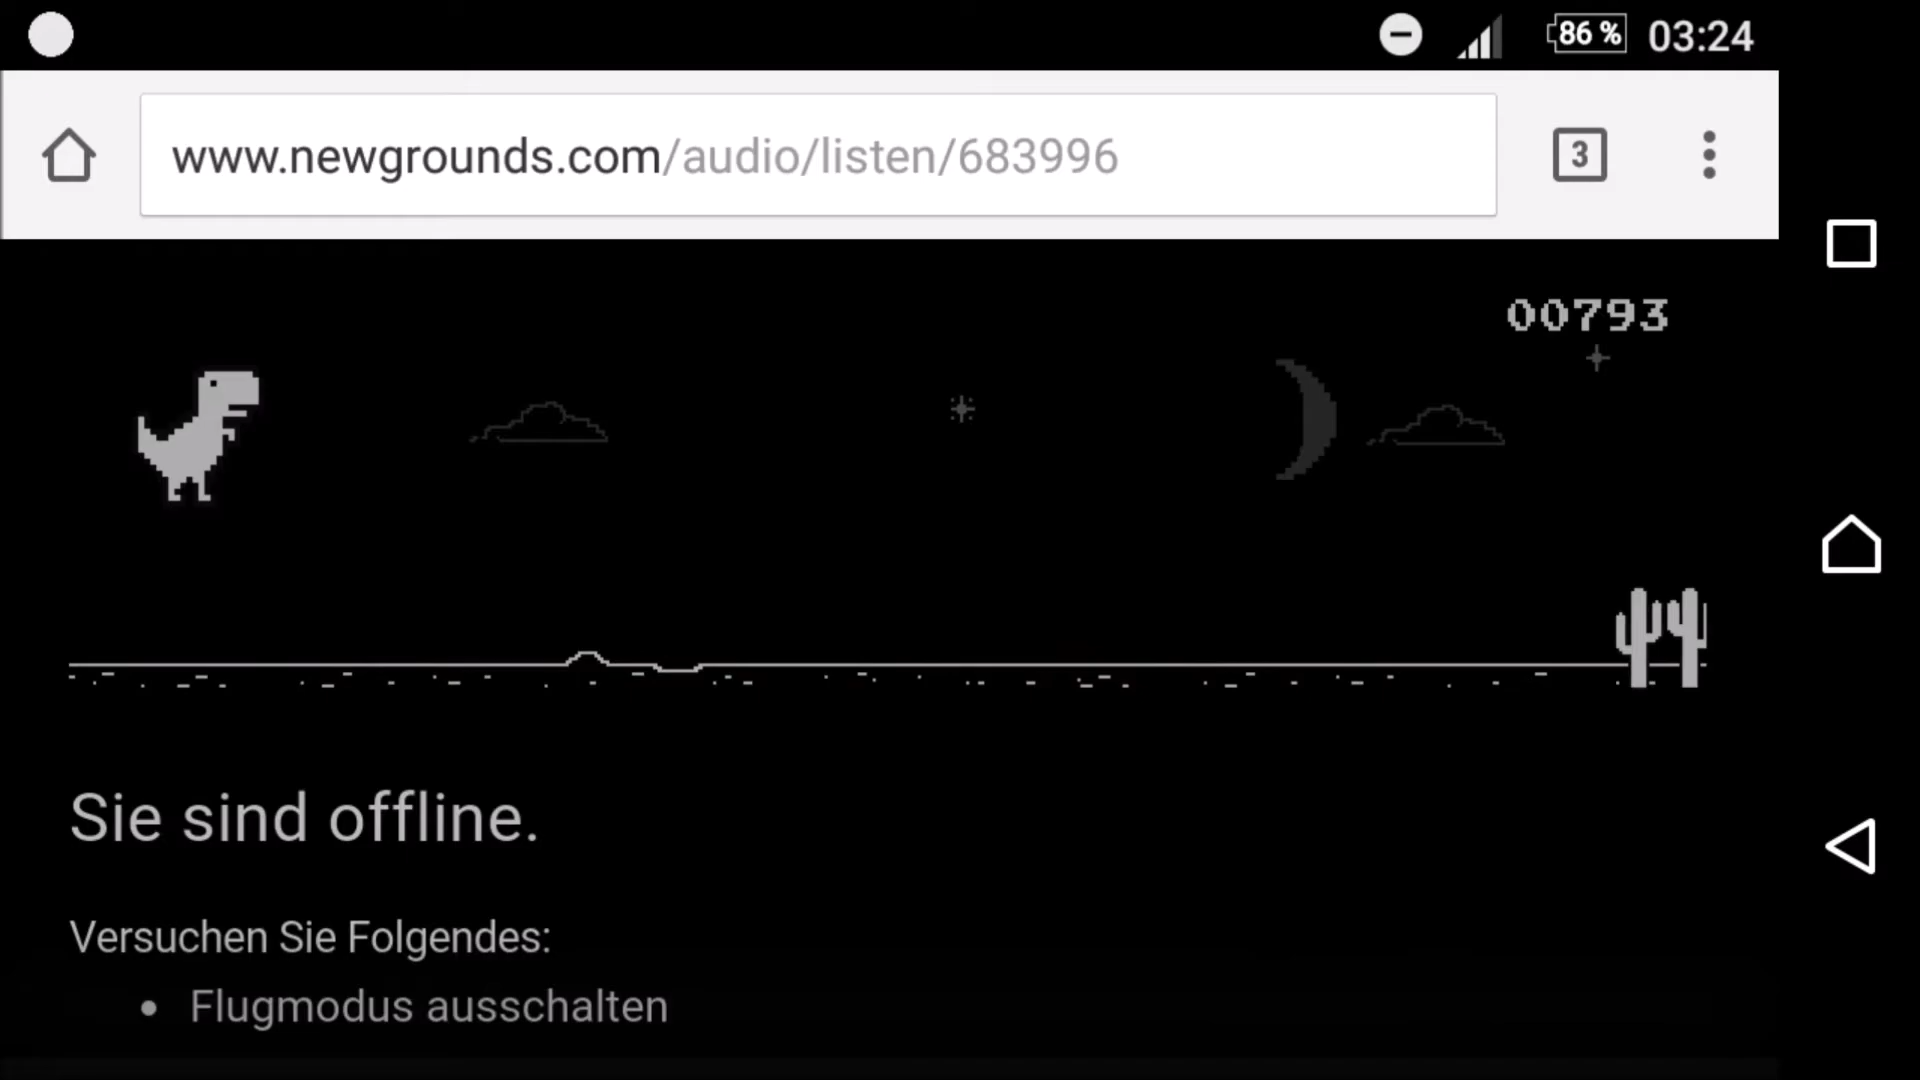 86 % 03:24
www.newgrounds.com/audio/listen/683996 3
00793
Sie sind offline.
Versuchen Sie Folgendes:
• Flugmodus ausschalten